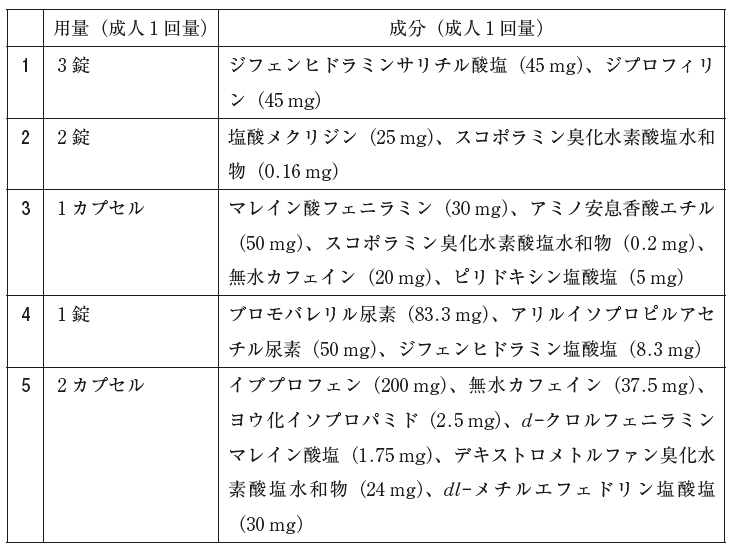 用量（成人１回量） 成分（成人１回量）
1 ３錠 ジフェンヒドラミンサリチル酸塩（45 mg）、ジプロフィリ
ン（45 mg）
2 ２錠 塩酸メクリジン（25 mg）、スコポラミン臭化水素酸塩水和
物（0.16 mg）
3 １カプセル マレイン酸フェニラミン（30 mg）、アミノ安息香酸エチル
（50 mg）、スコポラミン臭化水素酸塩水和物（0.2 mg）、
無水カフェイン（20 mg）、ピリドキシン塩酸塩（5 mg）
4 １錠 ブロモバレリル尿素（83.3 mg）、アリルイソプロピルアセ
チル尿素（50 mg）、ジフェンヒドラミン塩酸塩（8.3 mg）
5 ２カプセル イブプロフェン（200 mg）、無水カフェイン（37.5 mg）、
ヨウ化イソプロパミド（2.5 mg）、d-クロルフェニラミン
マレイン酸塩（1.75 mg）、デキストロメトルファン臭化水
素酸塩水和物（24 mg）、dl-メチルエフェドリン塩酸塩
（30 mg）